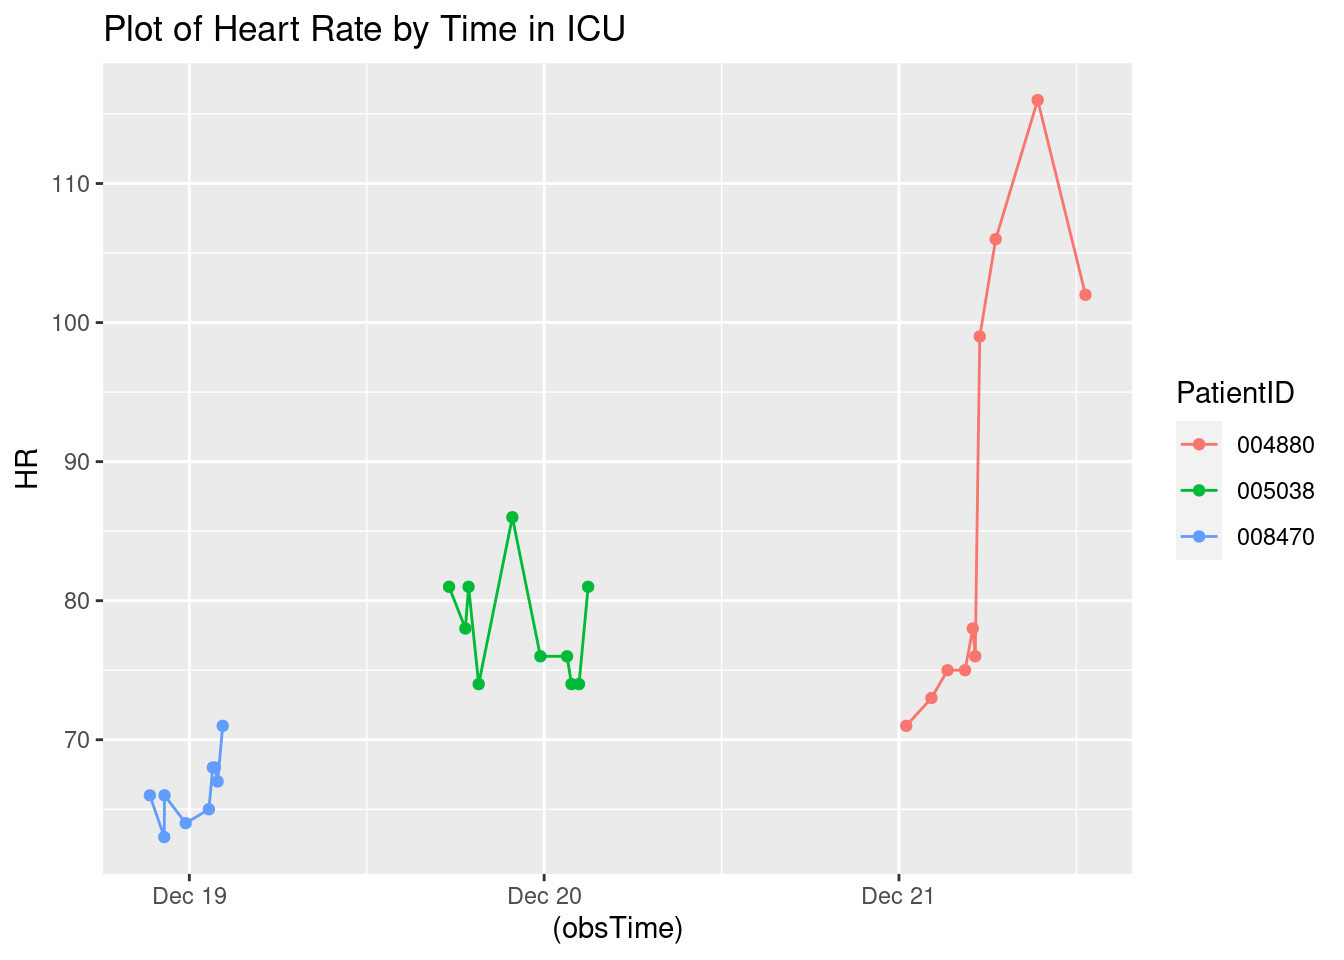 Plot of Heart Rate by Time in ICU
110
100
90
80
70
HR
Dec 19
Dec 20
Dec 21
(obsTime)
PatientID
004880
005038
008470